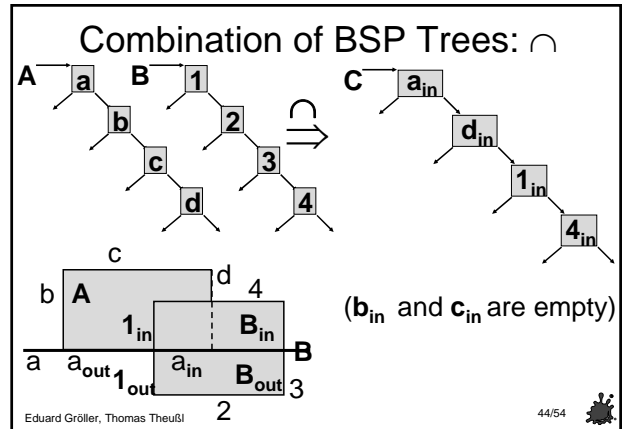 Combination of BSP Trees: ∩
A a B 1 ∩ C a_in
b 2 ⇒ d_in
c 3 1_in
d 4 4_in
c
d
b A 4
(b_in and c_in are empty)
1_in B_in
B
a a_out 1_out a_in B_out 3
2
Eduard Gröller, Thomas Theußl 44/54